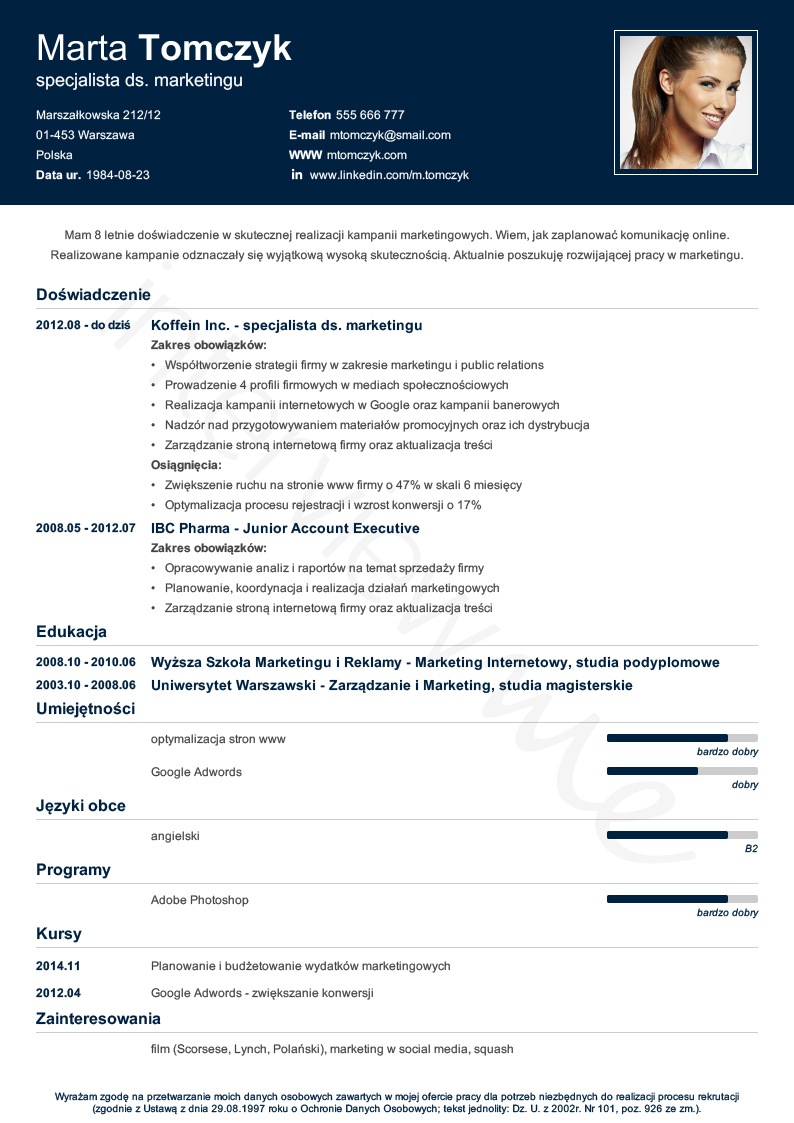 Marta Tomczyk
specjalista ds. marketingu
Marszałkowska 212/12
01-453 Warszawa
Polska
Data ur. 1984-08-23
Telefon 555 666 777
E-mail mtomczyk@smail.com
WWW mtomczyk.com
in www.linkedin.com/m.tomczyk
Mam 8 letnie doświadczenie w skutecznej realizacji kampanii marketingowych. Wiem, jak zaplanować komunikację online.
Realizowane kampanie odznaczały się wyjątkową wysoką skutecznością. Aktualnie poszukuję rozwijającej pracy w marketingu.
Doświadczenie
2012.08 - do dziś Koffein Inc. - specjalista ds. marketingu
Zakres obowiązków:
• Współtworzenie strategii firmy w zakresie marketingu i public relations
• Prowadzenie 4 profili firmowych w mediach społecznościowych
• Realizacja kampanii internetowych w Google oraz kampanii banerowych
• Nadzór nad przygotowywaniem materiałów promocyjnych oraz ich dystrybucja
• Zarządzanie stroną internetową firmy oraz aktualizacja treści
Osiągnięcia:
• Zwiększenie ruchu na stronie www firmy o 47% w skali 6 miesięcy
• Optymalizacja procesu rejestracji i wzrost konwersji o 17%
2008.05 - 2012.07 IBC Pharma - Junior Account Executive
Zakres obowiązków:
• Opracowywanie analiz i raportów na temat sprzedaży firmy
• Planowanie, koordynacja i realizacja działań marketingowych
• Zarządzanie stroną internetową firmy oraz aktualizacja treści
Edukacja
2008.10 - 2010.06 Wyższa Szkoła Marketingu i Reklamy - Marketing Internetowy, studia podyplomowe
2003.10 - 2008.06 Uniwersytet Warszawski - Zarządzanie i Marketing, studia magisterskie
Umiejętności
optymalizacja stron www
bardzo dobry
Google Adwords
dobry
Języki obce
angielski
B2
Programy
Adobe Photoshop
bardzo dobry
Kursy
2014.11 Planowanie i budżetowanie wydatków marketingowych
2012.04 Google Adwords - zwiększanie konwersji
Zainteresowania
film (Scorsese, Lynch, Polański), marketing w social media, squash
Wyrażam zgodę na przetwarzanie moich danych osobowych zawartych w mojej ofercie pracy dla potrzeb niezbędnych do realizacji procesu rekrutacji
(zgodnie z Ustawą z dnia 29.08.1997 roku o Ochronie Danych Osobowych; tekst jednolity: Dz. U. z 2002r. Nr 101, poz. 926 ze zm.).
interviewme